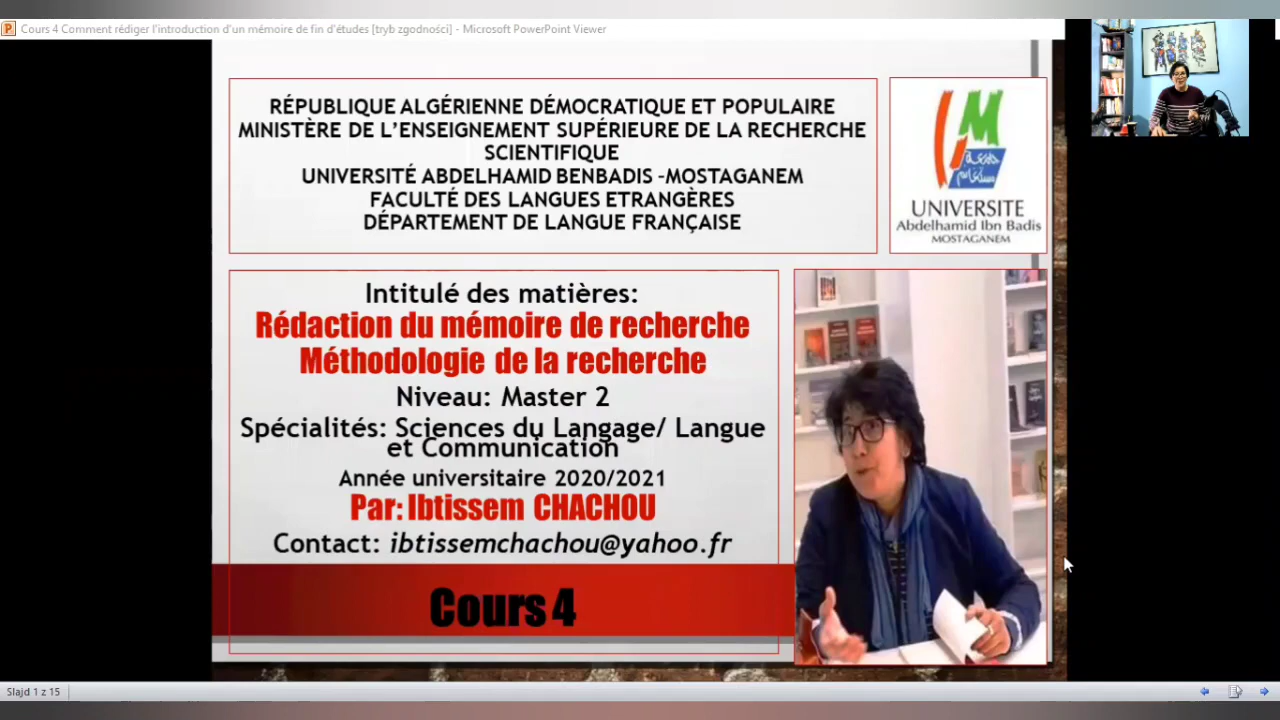 Cours 4 Comment rédiger l'introduction d'un mémoire de fin d'études [tryb zgodności] - Microsoft PowerPoint Viewer
RÉPUBLIQUE ALGÉRIENNE DÉMOCRATIQUE ET POPULAIRE
MINISTÈRE DE L'ENSEIGNEMENT SUPÉRIEURE DE LA RECHERCHE
SCIENTIFIQUE
UNIVERSITÉ ABDELHAMID BENBADIS -MOSTAGANEM
FACULTÉ DES LANGUES ETRANGÈRES
DÉPARTEMENT DE LANGUE FRANÇAISE
جامعة
مستغانم
UNIVERSITE
Abdelhamid Ibn Badis
MOSTAGANEM
Intitulé des matières:
Rédaction du mémoire de recherche
Méthodologie de la recherche
Niveau: Master 2
Spécialités: Sciences du Langage/ Langue
et Communication
Année universitaire 2020/2021
Par: Ibtissem CHACHOU
Contact: ibtissemchachou@yahoo.fr
Cours 4
Slajd 1 z 15